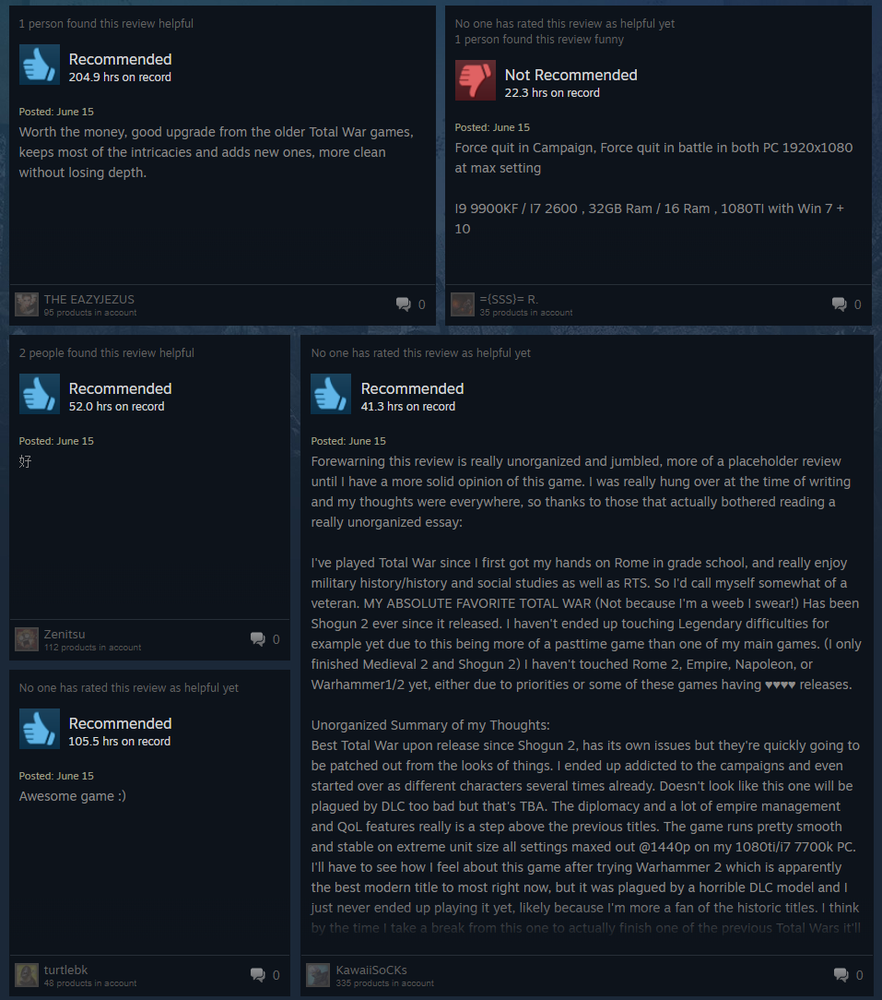 1 person found this review helpful
Recommended
204.9 hrs on record
Posted: June 15
Worth the money, good upgrade from the older Total War games,
keeps most of the intricacies and adds new ones, more clean
without losing depth.
THE EAZYJEZUS
95 products in account
0
No one has rated this review as helpful yet
1 person found this review funny
Not Recommended
22.3 hrs on record
Posted: June 15
Force quit in Campaign, Force quit in battle in both PC 1920x1080
at max setting
I9 9900KF / I7 2600 , 32GB Ram / 16 Ram , 1080TI with Win 7 +
10
={SSS}= R.
35 products in account
0
2 people found this review helpful
Recommended
52.0 hrs on record
Posted: June 15
好
Zenitsu
112 products in account
0
No one has rated this review as helpful yet
Recommended
105.5 hrs on record
Posted: June 15
Awesome game :)
turtlebk
48 products in account
0
No one has rated this review as helpful yet
Recommended
41.3 hrs on record
Posted: June 15
Forewarning this review is really unorganized and jumbled, more of a placeholder review
until I have a more solid opinion of this game. I was really hung over at the time of writing
and my thoughts were everywhere, so thanks to those that actually bothered reading a
really unorganized essay:
I've played Total War since I first got my hands on Rome in grade school, and really enjoy
military history/history and social studies as well as RTS. So I'd call myself somewhat of a
veteran. MY ABSOLUTE FAVORITE TOTAL WAR (Not because I'm a weeb I swear!) Has been
Shogun 2 ever since it released. I haven't ended up touching Legendary difficulties for
example yet due to this being more of a pasttime game than one of my main games. (I only
finished Medieval 2 and Shogun 2) I haven't touched Rome 2, Empire, Napoleon, or
Warhammer1/2 yet, either due to priorities or some of these games having ♥♥♥♥ releases.
Unorganized Summary of my Thoughts:
Best Total War upon release since Shogun 2, has its own issues but they're quickly going to
be patched out from the looks of things. I ended up addicted to the campaigns and even
started over as different characters several times already. Doesn't look like this one will be
plagued by DLC too bad but that's TBA. The diplomacy and a lot of empire management
and QoL features really is a step above the previous titles. The game runs pretty smooth
and stable on extreme unit size all settings maxed out @1440p on my 1080ti/i7 7700k PC.
I'll have to see how I feel about this game after trying Warhammer 2 which is apparently
the best modern title to most right now, but it was plagued by a horrible DLC model and I
just never ended up playing it yet, likely because I'm more a fan of the historic titles. I think
by the time I take a break from this one to actually finish one of the previous Total Wars it'll
KawaiiSoCKs
335 products in account
0